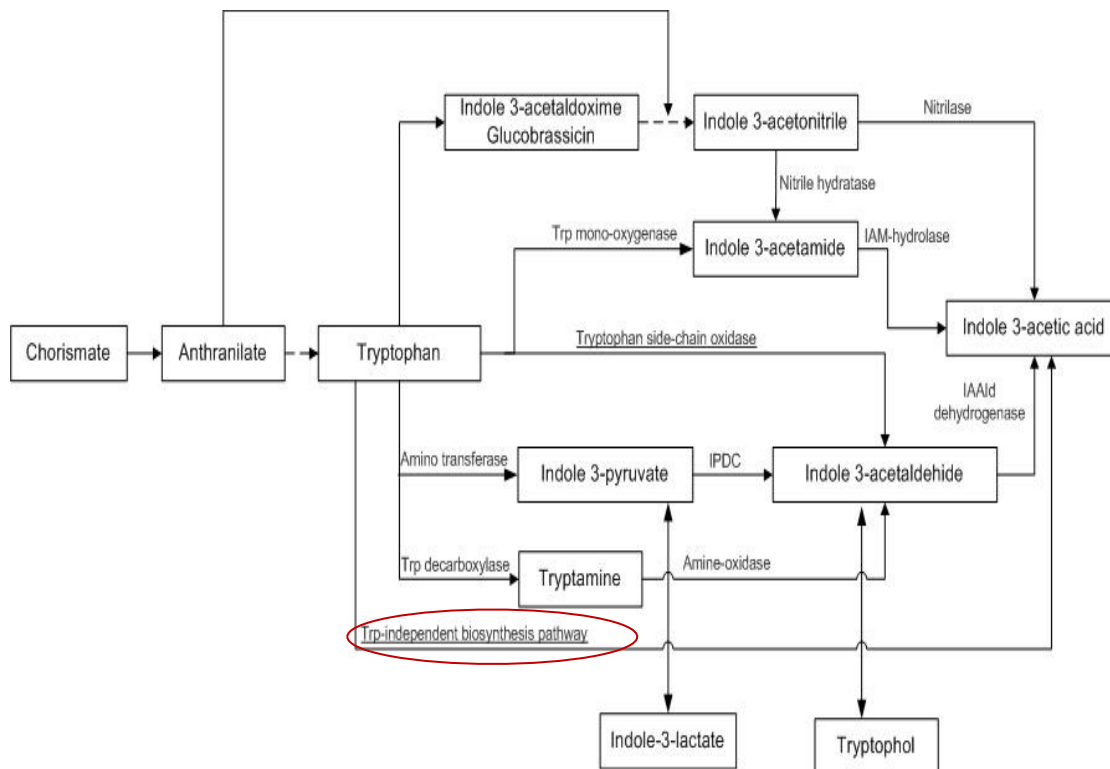 Indole 3-acetaldoxime
Glucobrassicin
Indole 3-acetonitrile
Nitrilase
Nitrile hydratase
Trp mono-oxygenase
Indole 3-acetamide
IAM-hydrolase
Chorismate
Anthranilate
Tryptophan
Tryptophan side-chain oxidase
Indole 3-acetic acid
IAAld
dehydrogenase
Amino transferase
Indole 3-pyruvate
IPDC
Indole 3-acetaldehide
Trp decarboxylase
Tryptamine
Amine-oxidase
Trp-independent biosynthesis pathway
Indole-3-lactate
Tryptophol